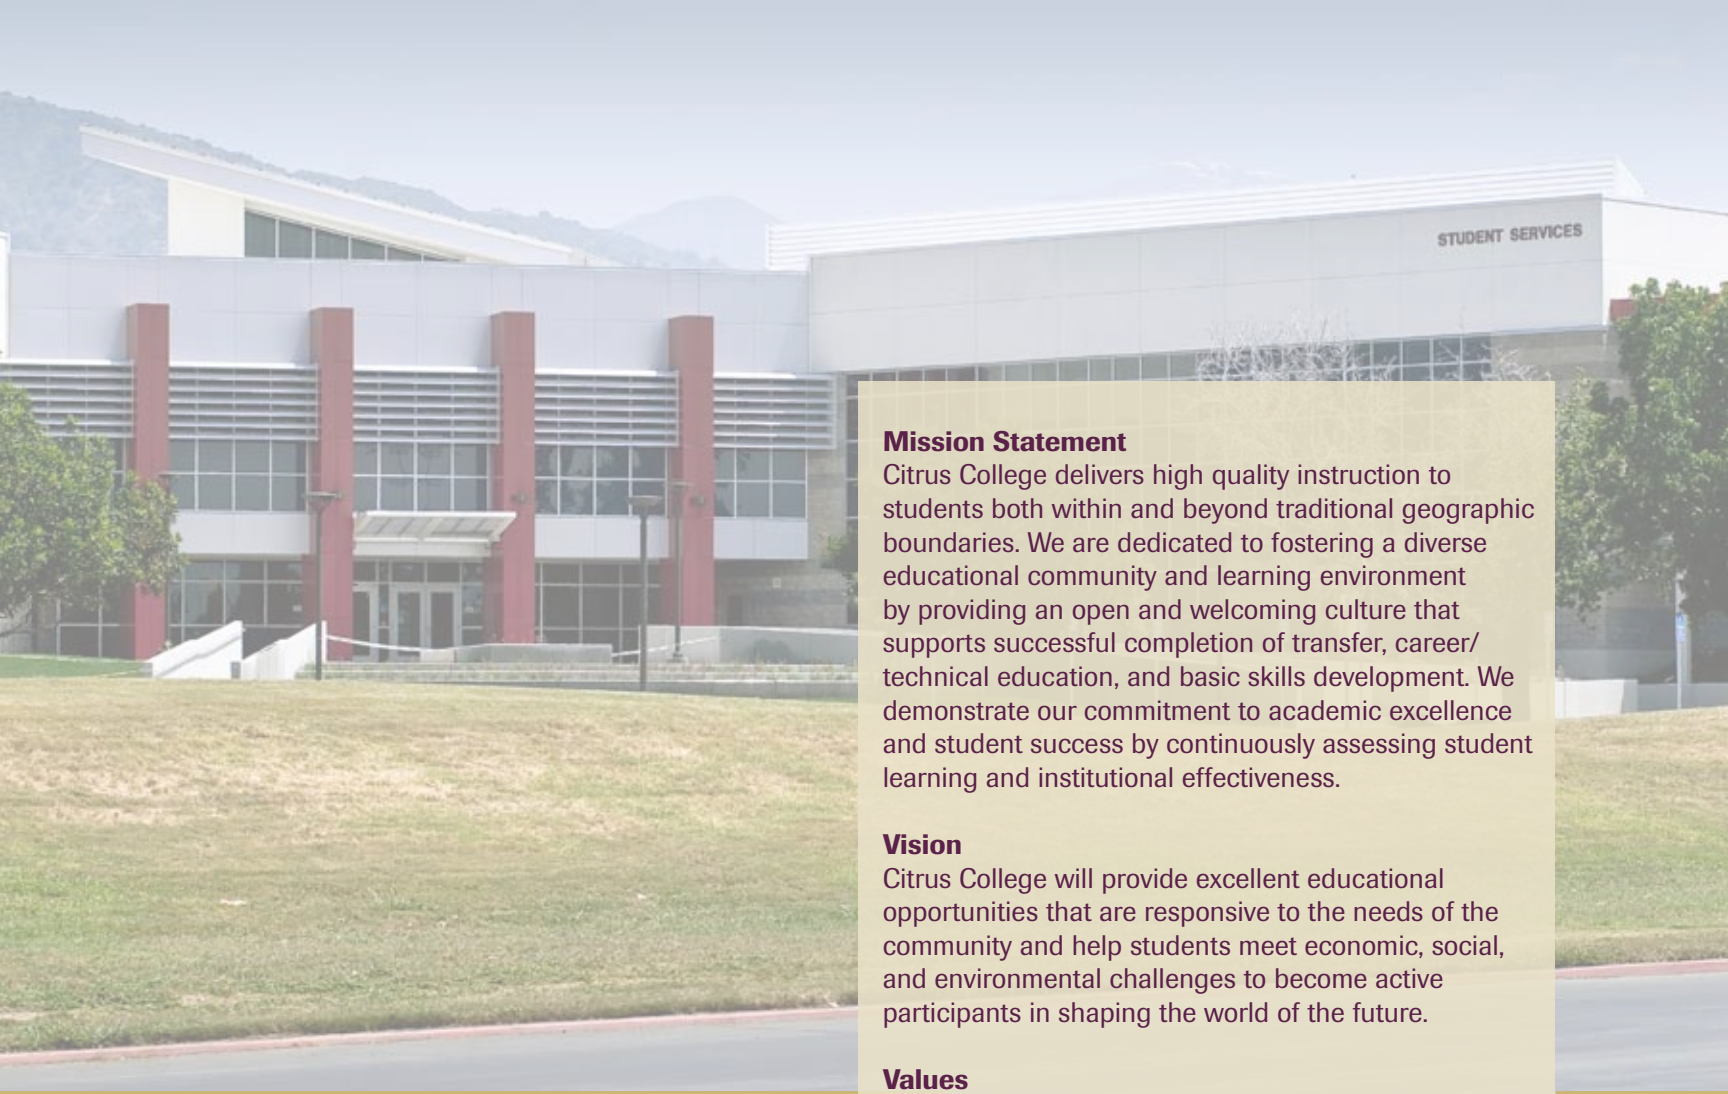 STUDENT SERVICES
Mission Statement
Citrus College delivers high quality instruction to
students both within and beyond traditional geographic
boundaries. We are dedicated to fostering a diverse
educational community and learning environment
by providing an open and welcoming culture that
supports successful completion of transfer, career/
technical education, and basic skills development. We
demonstrate our commitment to academic excellence
and student success by continuously assessing student
learning and institutional effectiveness.
Vision
Citrus College will provide excellent educational
opportunities that are responsive to the needs of the
community and help students meet economic, social,
and environmental challenges to become active
participants in shaping the world of the future.
Values